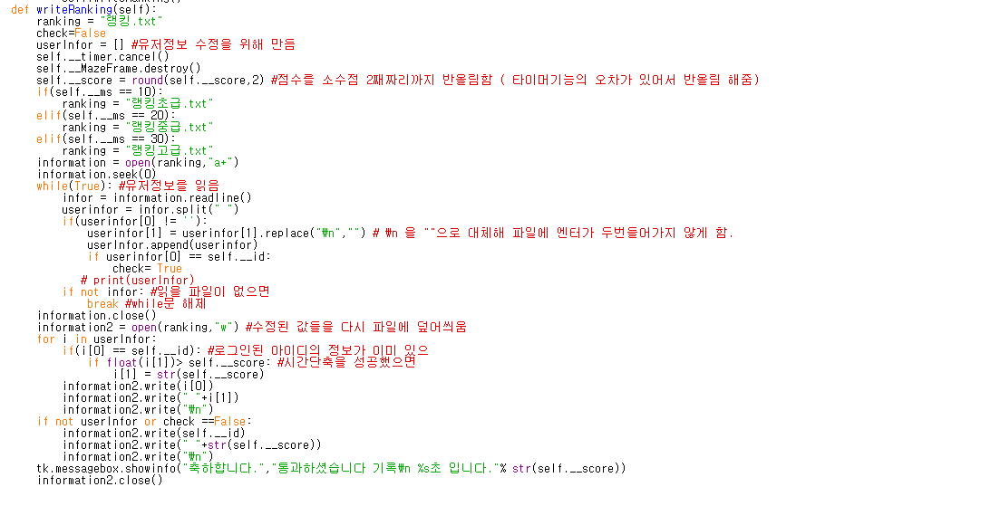 def writeRanking(self):
ranking = "랭킹.txt"
check=False
userInfor = [] #유저정보 수정을 위해 만듬
self.__timer.cancel()
self.__MazeFrame.destroy()
self.__score = round(self.__score,2) #점수를 소수점 2째짜리까지 반올림함 ( 타이머기능의 오차가 있어서 반올림 해줌)
if(self.__ms == 10):
ranking = "랭킹초급.txt"
elif(self.__ms == 20):
ranking = "랭킹중급.txt"
elif(self.__ms == 30):
ranking = "랭킹고급.txt"
information = open(ranking,"a+")
information.seek(0)
while(True): #유저정보를 읽음
infor = information.readline()
userinfor = infor.split(" ")
if(userinfor[0] != ''):
userinfor[1] = userinfor[1].replace("₩n","") # ₩n 을 ""으로 대체해 파일에 엔터가 두번들어가지 않게 함.
userInfor.append(userinfor)
if userinfor[0] == self.__id:
check= True
# print(userInfor)
if not infor: #읽을 파일이 없으면
break #while문 해제
information.close()
information2 = open(ranking,"w") #수정된 값들을 다시 파일에 덮어씌움
for i in userInfor:
if(i[0] == self.__id): #로그인된 아이디의 정보가 이미 있으
if float(i[1])> self.__score: #시간단축을 성공했으면
i[1] = str(self.__score)
information2.write(i[0])
information2.write(" "+i[1])
information2.write("₩n")
if not userInfor or check ==False:
information2.write(self.__id)
information2.write(" "+str(self.__score))
information2.write("₩n")
tk.messagebox.showinfo("축하합니다.","통과하셨습니다 기록₩n %s초 입니다."% str(self.__score))
information2.close()